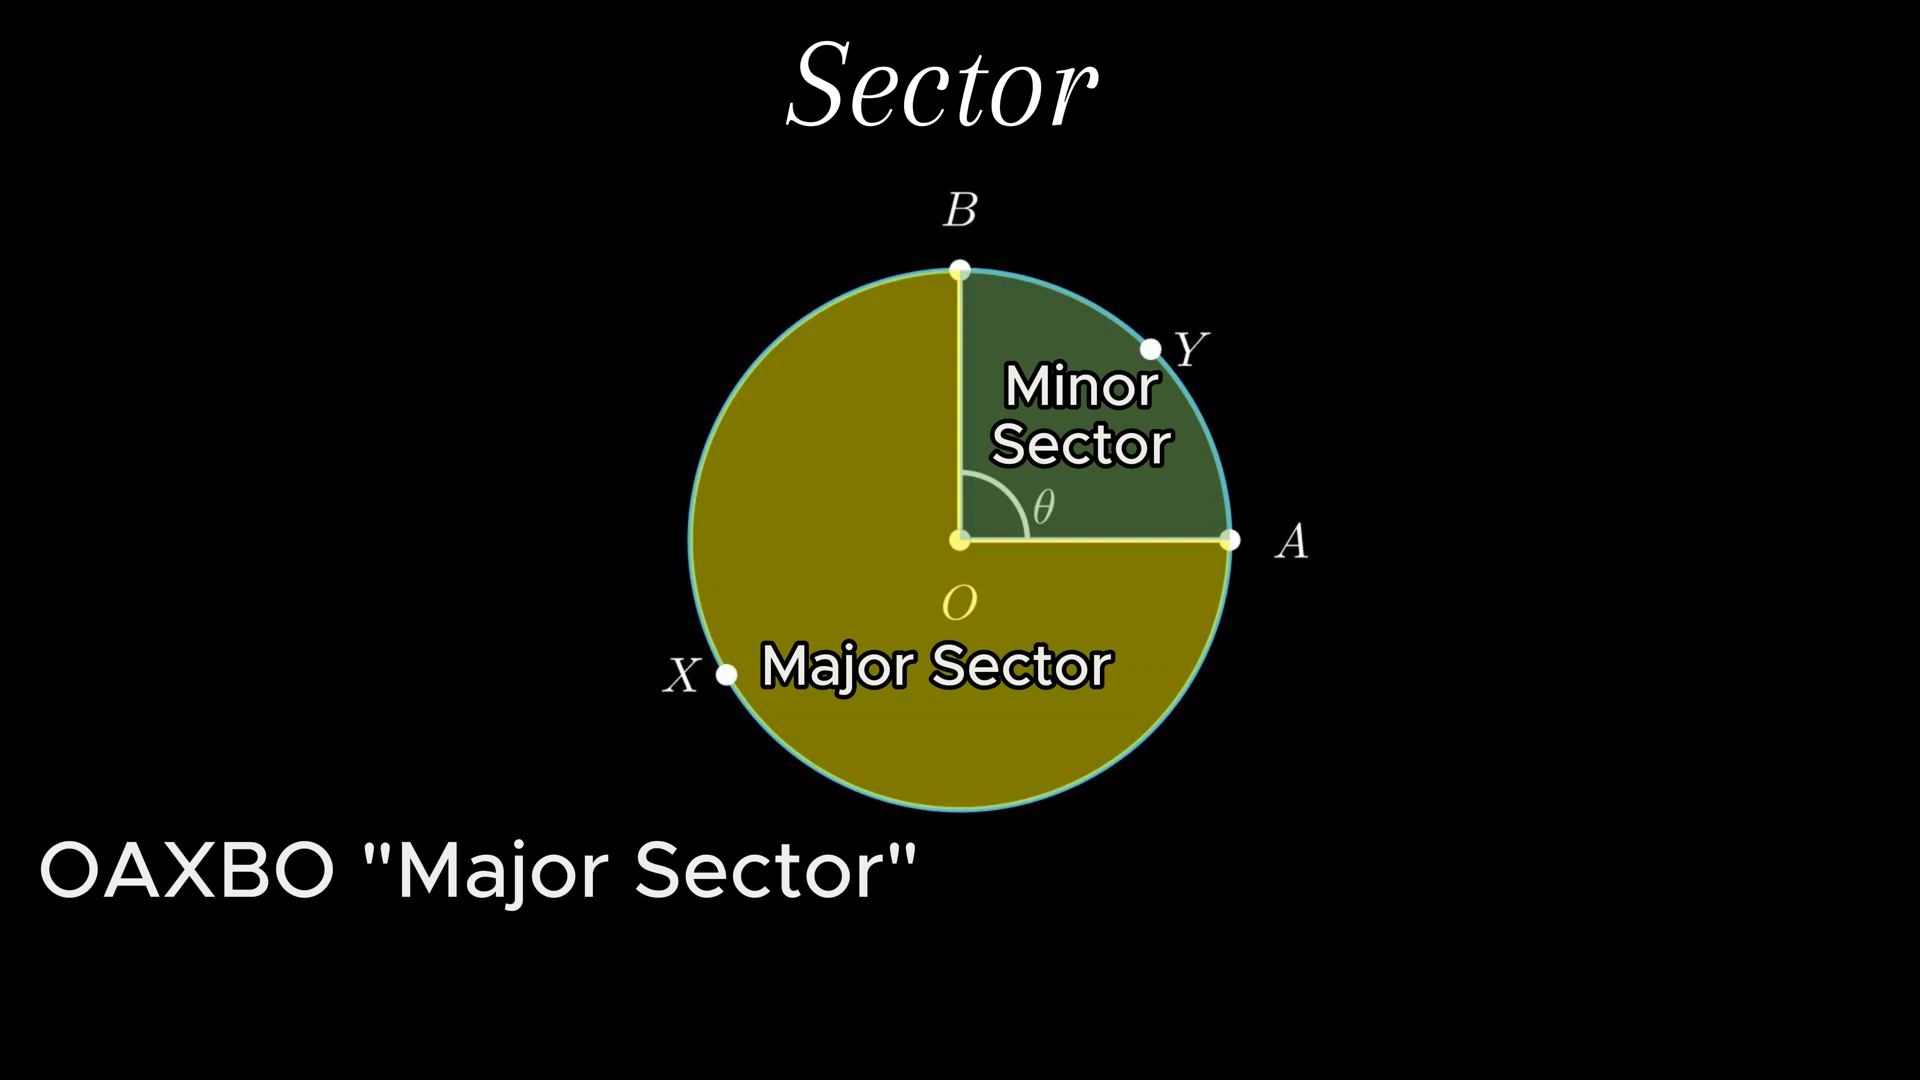 Sector
B
Y
Minor
Sector
θ
A
O
X
Major Sector
OAXBO "Major Sector"